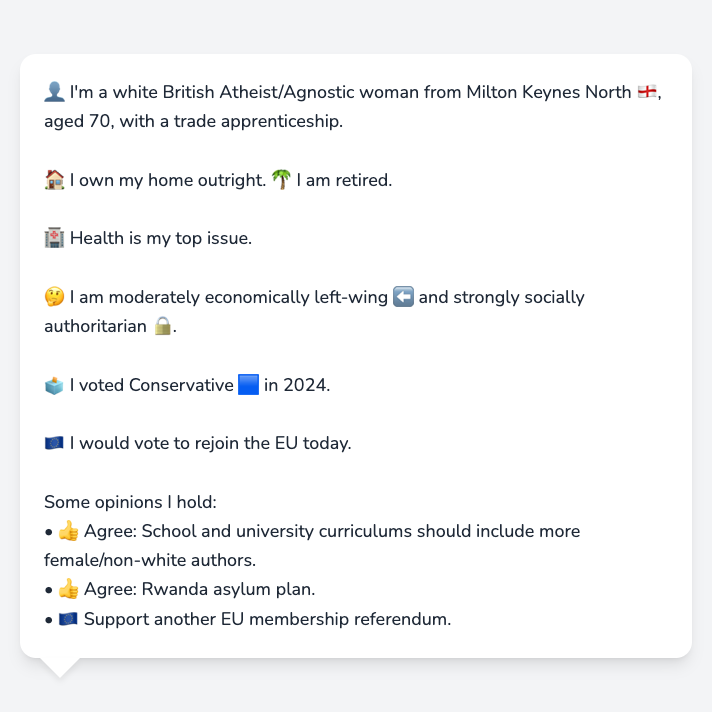 👤 I'm a white British Atheist/Agnostic woman from Milton Keynes North 🏴󠁧󠁢󠁥󠁮󠁧󠁿,
aged 70, with a trade apprenticeship.
🏠 I own my home outright. 🌴 I am retired.
🏥 Health is my top issue.
🤔 I am moderately economically left-wing ⬅️ and strongly socially
authoritarian 🔒.
🗳️ I voted Conservative 🟦 in 2024.
🇪🇺 I would vote to rejoin the EU today.
Some opinions I hold:
• 👍 Agree: School and university curriculums should include more
female/non-white authors.
• 👍 Agree: Rwanda asylum plan.
• 🇪🇺 Support another EU membership referendum.